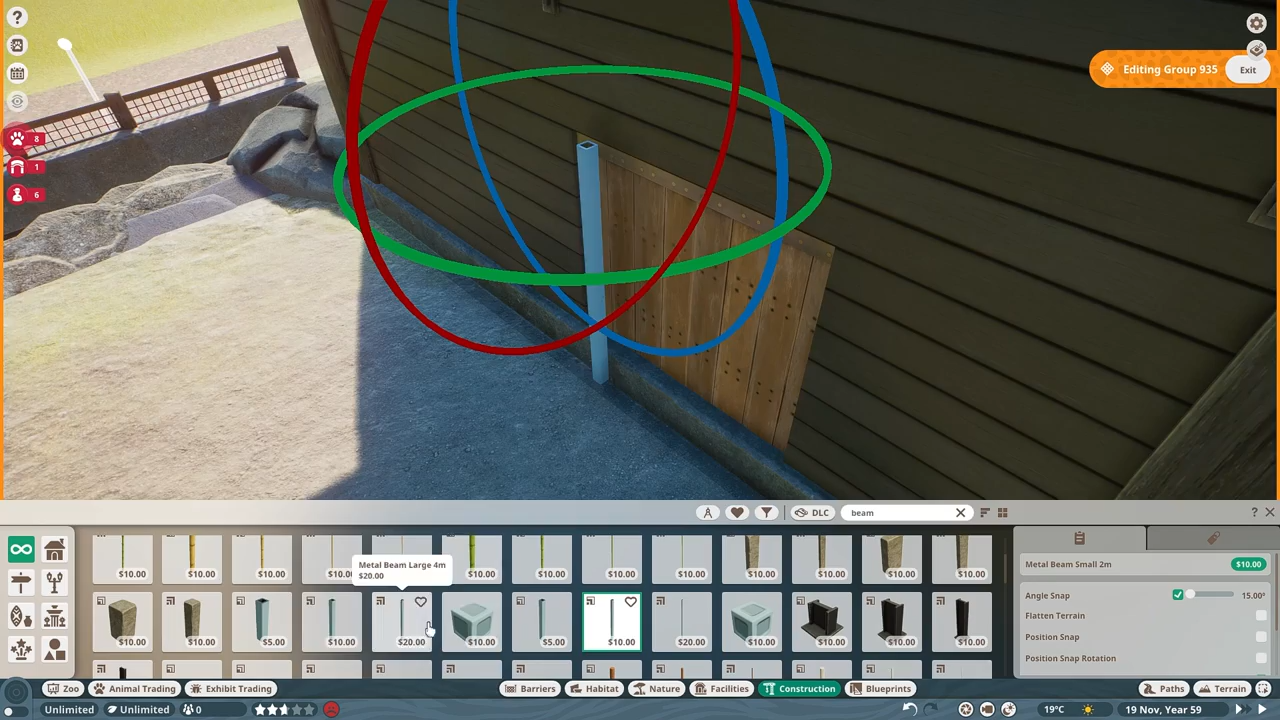 ?
Editing Group 935
Exit
8
1
6
DLC
beam
?
$10.00 $10.00 $10.00 $10.00 $10.00 $10.00 $10.00 $10.00 $10.00 $10.00 $10.00 $10.00
Metal Beam Large 4m
$20.00
$10.00 $10.00 $5.00 $10.00 $20.00 $10.00 $5.00 $10.00 $20.00 $10.00 $10.00 $10.00 $10.00
Metal Beam Small 2m $10.00
Angle Snap 15.00°
Flatten Terrain
Position Snap
Position Snap Rotation
Zoo Animal Trading Exhibit Trading Barriers Habitat Nature Facilities Construction Blueprints Paths Terrain
Unlimited Unlimited 0 19°C 19 Nov, Year 59